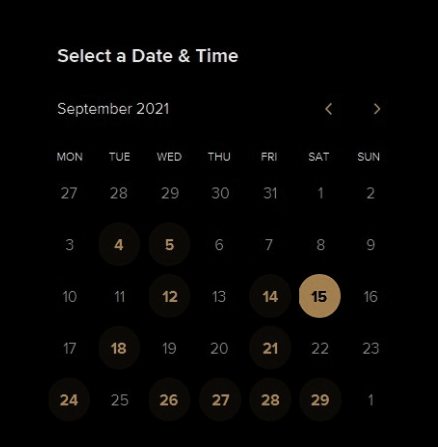 Select a Date & Time
September 2021
MON TUE WED THU FRI SAT SUN
27 28 29 30 31 1 2
3 4 5 6 7 8 9
10 11 12 13 14 15 16
17 18 19 20 21 22 23
24 25 26 27 28 29 1